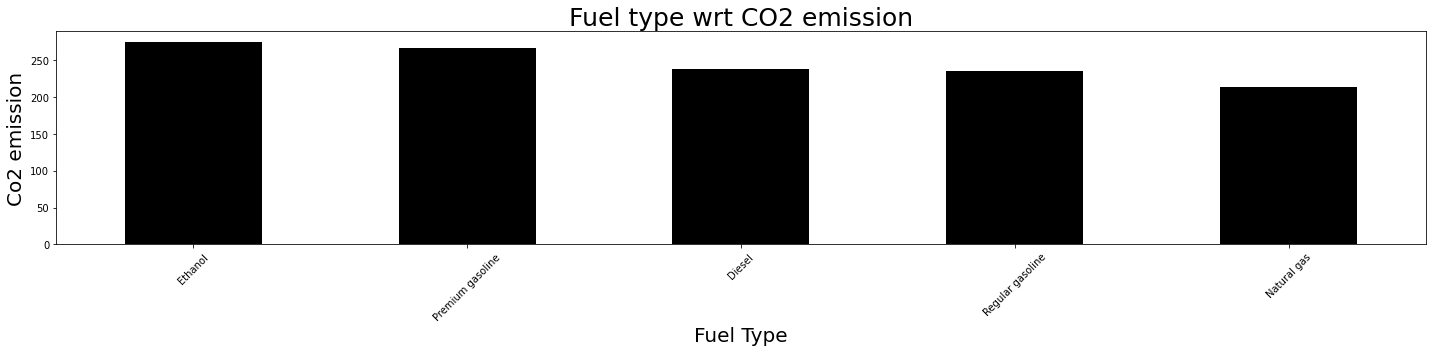 Fuel type wrt CO2 emission
Co2 emission
250
200
150
100
50
0
Ethanol
Premium gasoline
Diesel
Regular gasoline
Natural gas
Fuel Type